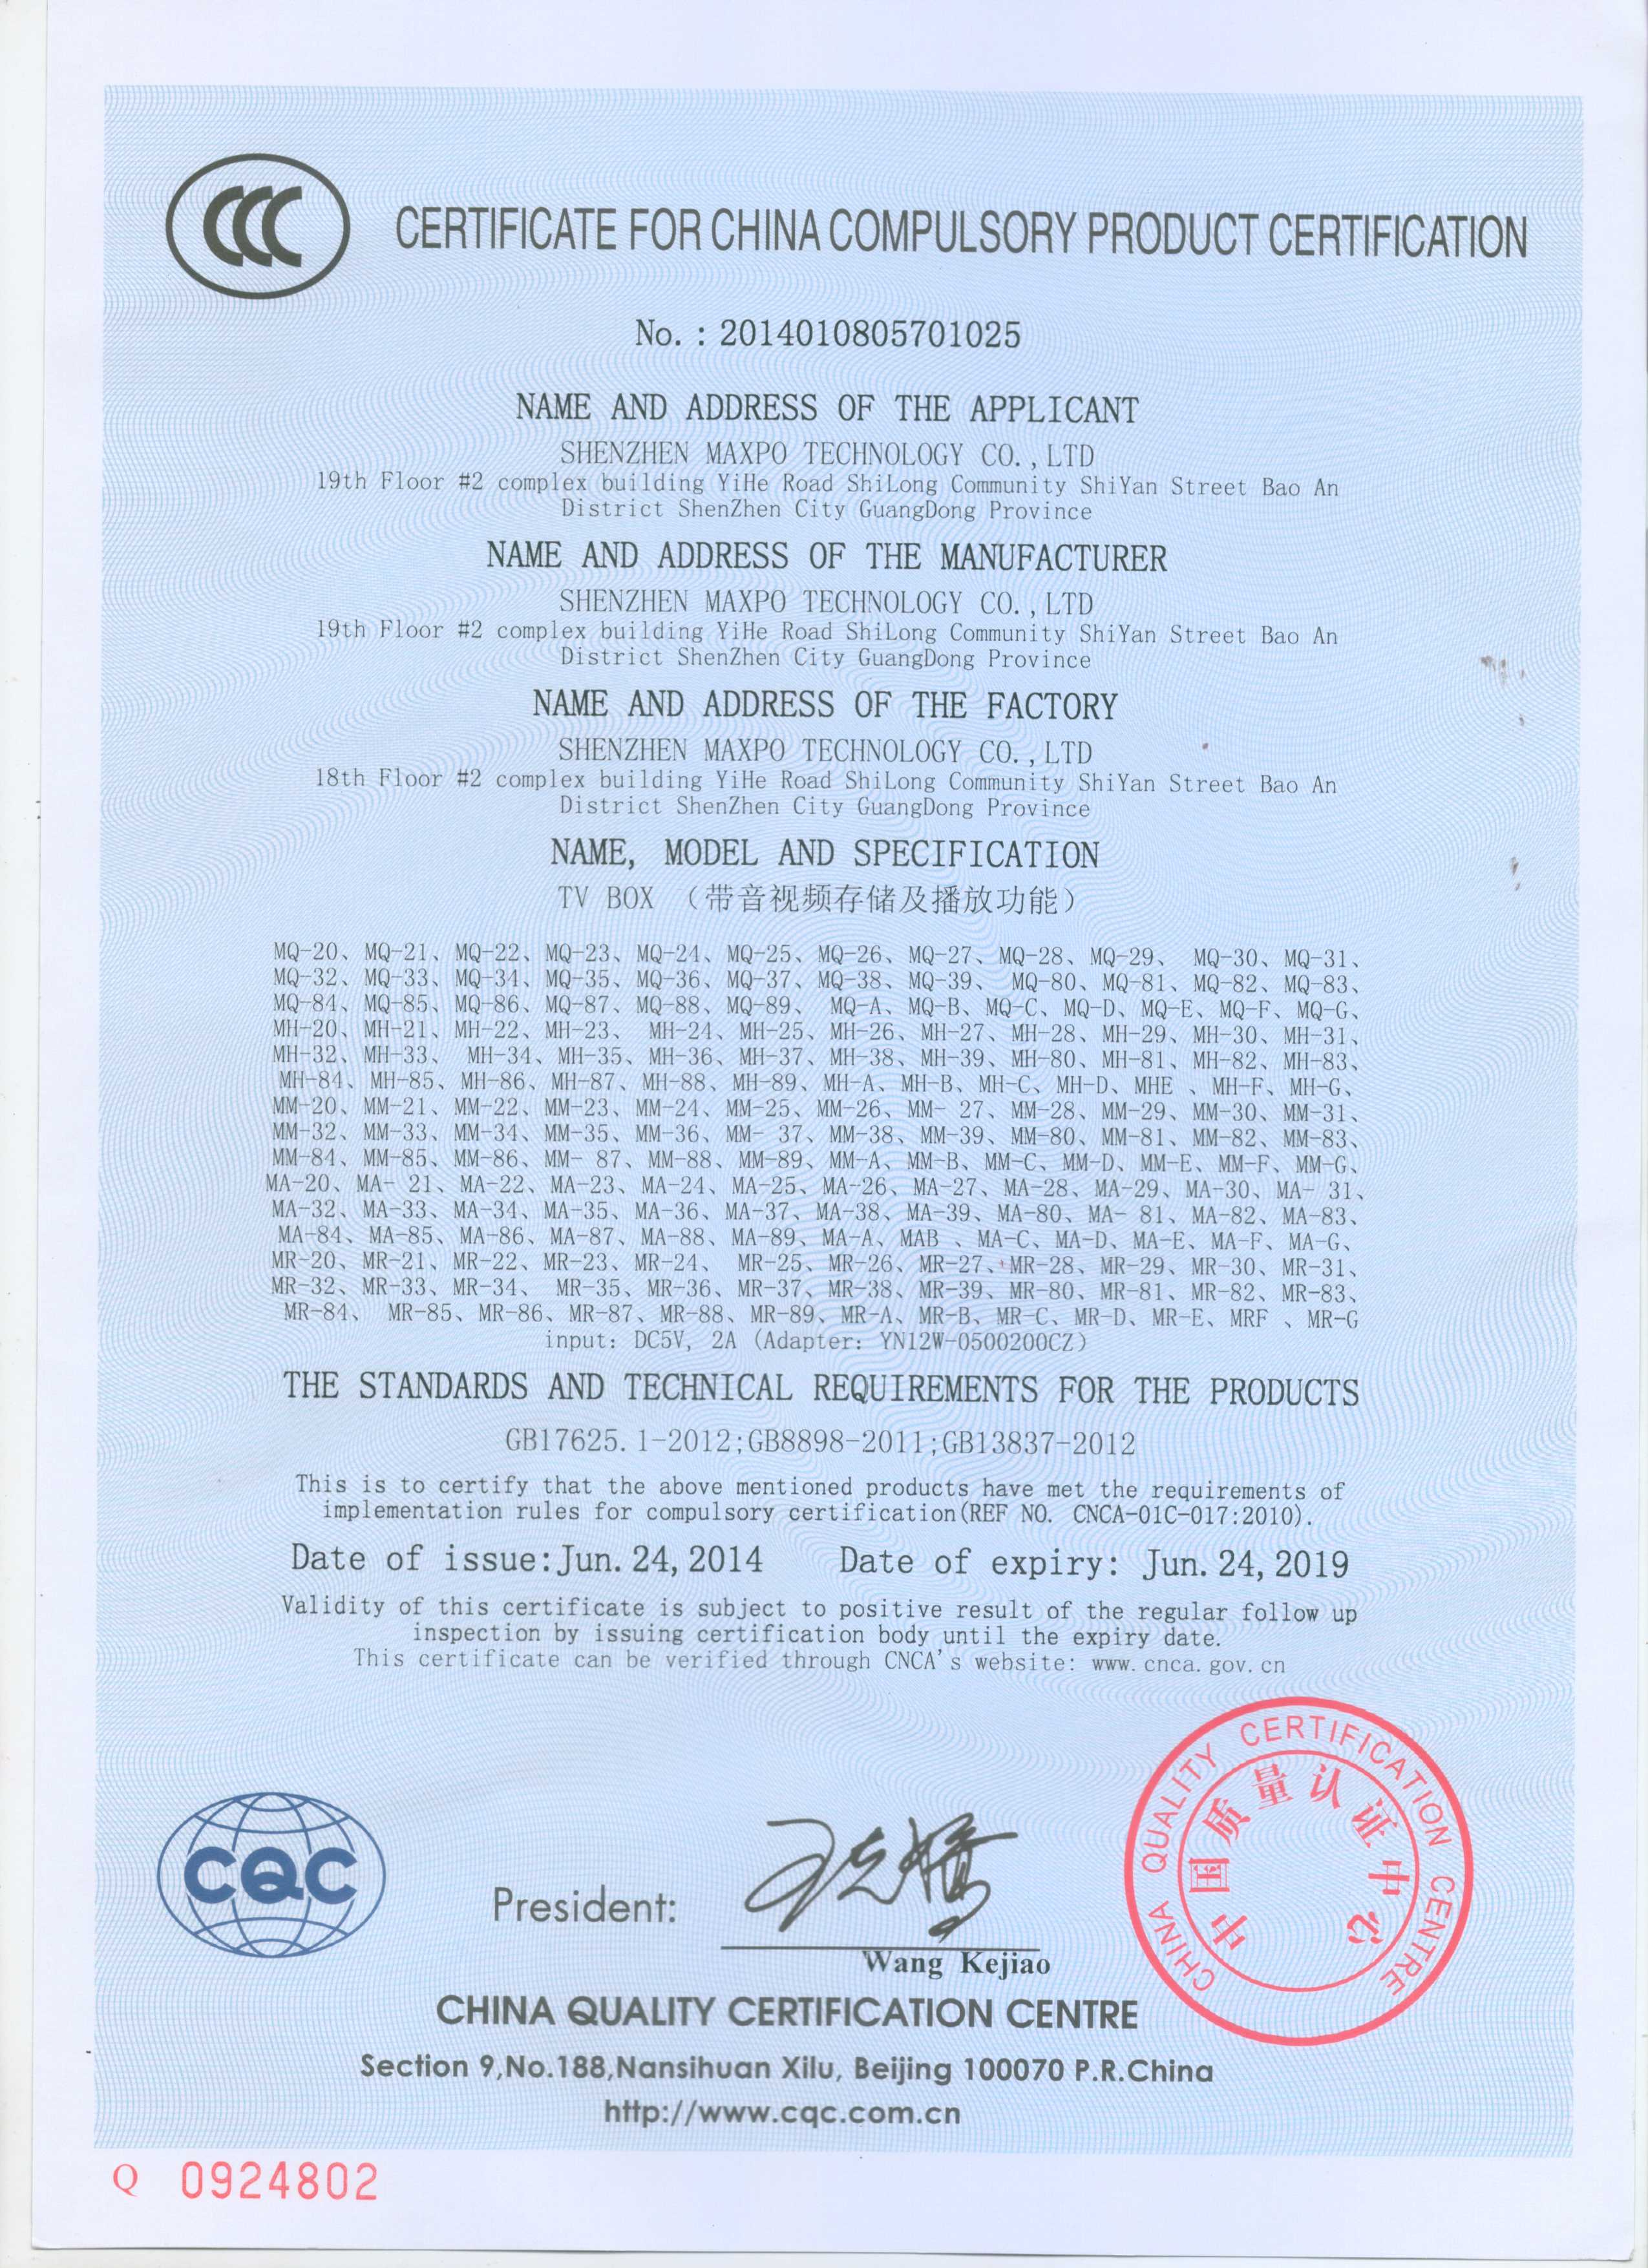 CCC
CERTIFICATE FOR CHINA COMPULSORY PRODUCT CERTIFICATION
No. : 2014010805701025
NAME AND ADDRESS OF THE APPLICANT
SHENZHEN MAXPO TECHNOLOGY CO.,LTD
19th Floor #2 complex building YiHe Road ShiLong Community ShiYan Street Bao An
District ShenZhen City GuangDong Province
NAME AND ADDRESS OF THE MANUFACTURER
SHENZHEN MAXPO TECHNOLOGY CO.,LTD
19th Floor #2 complex building YiHe Road ShiLong Community ShiYan Street Bao An
District ShenZhen City GuangDong Province
NAME AND ADDRESS OF THE FACTORY
SHENZHEN MAXPO TECHNOLOGY CO.,LTD
18th Floor #2 complex building YiHe Road ShiLong Community ShiYan Street Bao An
District ShenZhen City GuangDong Province
NAME, MODEL AND SPECIFICATION
TV BOX （带音视频存储及播放功能）
MQ-20、MQ-21、MQ-22、MQ-23、MQ-24、MQ-25、MQ-26、MQ-27、MQ-28、MQ-29、 MQ-30、MQ-31、
MQ-32、MQ-33、MQ-34、MQ-35、MQ-36、MQ-37、MQ-38、MQ-39、 MQ-80、MQ-81、MQ-82、MQ-83、
MQ-84、MQ-85、MQ-86、MQ-87、MQ-88、MQ-89、 MQ-A、MQ-B、MQ-C、MQ-D、MQ-E、MQ-F、MQ-G、
MH-20、MH-21、MH-22、MH-23、 MH-24、MH-25、MH-26、MH-27、MH-28、MH-29、MH-30、MH-31、
MH-32、MH-33、 MH-34、MH-35、MH-36、MH-37、MH-38、MH-39、MH-80、MH-81、MH-82、MH-83、
MH-84、MH-85、MH-86、MH-87、MH-88、MH-89、MH-A、MH-B、MH-C、MH-D、MHE 、MH-F、MH-G、
MM-20、MM-21、MM-22、MM-23、MM-24、MM-25、MM-26、MM- 27、MM-28、MM-29、MM-30、MM-31、
MM-32、MM-33、MM-34、MM-35、MM-36、MM- 37、MM-38、MM-39、MM-80、MM-81、MM-82、MM-83、
MM-84、MM-85、MM-86、MM- 87、MM-88、MM-89、MM-A、MM-B、MM-C、MM-D、MM-E、MM-F、MM-G、
MA-20、MA- 21、MA-22、MA-23、MA-24、MA-25、MA-26、MA-27、MA-28、MA-29、MA-30、MA- 31、
MA-32、MA-33、MA-34、MA-35、MA-36、MA-37、MA-38、MA-39、MA-80、MA- 81、MA-82、MA-83、
MA-84、MA-85、MA-86、MA-87、MA-88、MA-89、MA-A、MAB 、MA-C、MA-D、MA-E、MA-F、MA-G、
MR-20、MR-21、MR-22、MR-23、MR-24、 MR-25、MR-26、MR-27、MR-28、MR-29、MR-30、MR-31、
MR-32、MR-33、MR-34、 MR-35、MR-36、MR-37、MR-38、MR-39、MR-80、MR-81、MR-82、MR-83、
MR-84、 MR-85、MR-86、MR-87、MR-88、MR-89、MR-A、MR-B、MR-C、MR-D、MR-E、MRF 、MR-G
input: DC5V, 2A (Adapter: YN12W-0500200CZ)
THE STANDARDS AND TECHNICAL REQUIREMENTS FOR THE PRODUCTS
GB17625.1-2012;GB8898-2011;GB13837-2012
This is to certify that the above mentioned products have met the requirements of
implementation rules for compulsory certification(REF NO. CNCA-01C-017:2010).
Date of issue:Jun.24,2014 Date of expiry: Jun.24,2019
Validity of this certificate is subject to positive result of the regular follow up
inspection by issuing certification body until the expiry date.
This certificate can be verified through CNCA's website: www.cnca.gov.cn
CHINA QUALITY CERTIFICATION CENTRE
中国质量认证中心
CQC
President: 王克娇
Wang Kejiao
CHINA QUALITY CERTIFICATION CENTRE
Section 9,No.188,Nansihuan Xilu, Beijing 100070 P.R.China
http://www.cqc.com.cn
Q 0924802